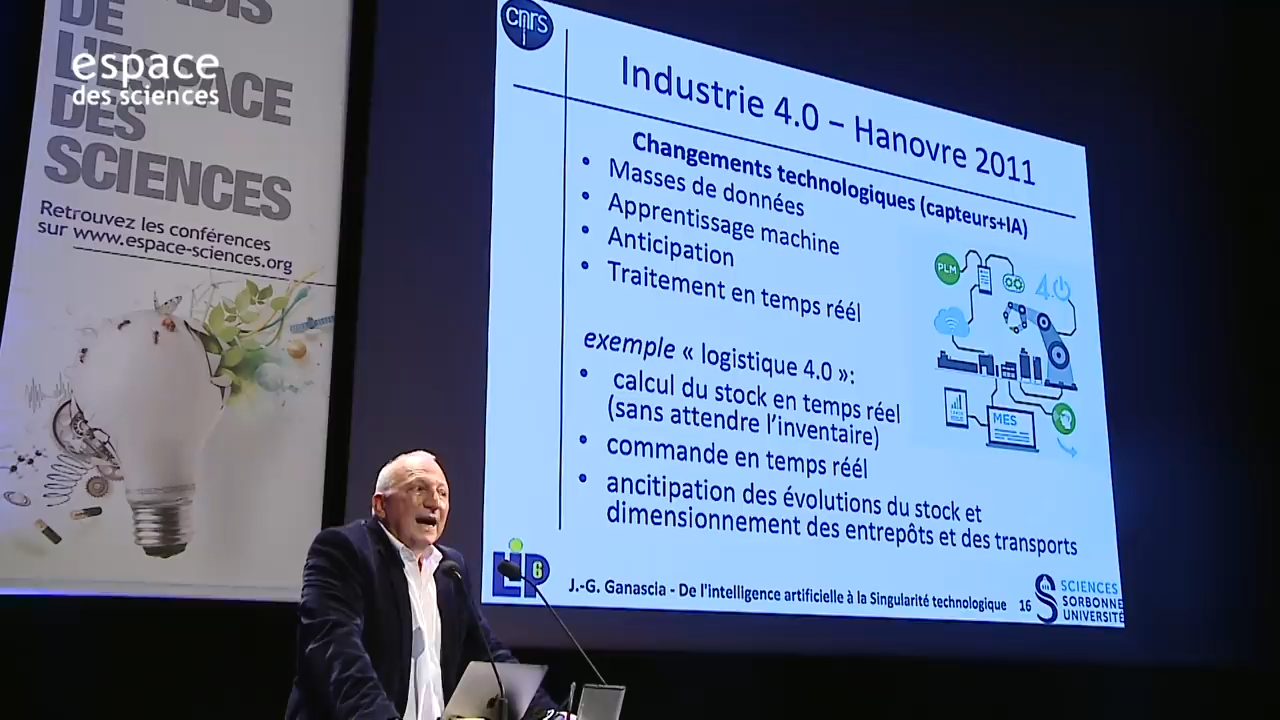 DE
L'ESPACE
DES
SCIENCES
espace
des sciences
Retrouvez les conférences
sur www.espace-sciences.org
cnrs
Industrie 4.0 – Hanovre 2011
Changements technologiques (capteurs+IA)
• Masses de données
• Apprentissage machine
• Anticipation
• Traitement en temps réél
exemple « logistique 4.0 »:
• calcul du stock en temps réel
(sans attendre l'inventaire)
• commande en temps réél
• ancitipation des évolutions du stock et
dimensionnement des entrepôts et des transports
PLM
4.0
MES
LIP6
J.-G. Ganascia - De l'intelligence artificielle à la Singularité technologique 16
SCIENCES
SORBONNE
UNIVERSITÉ